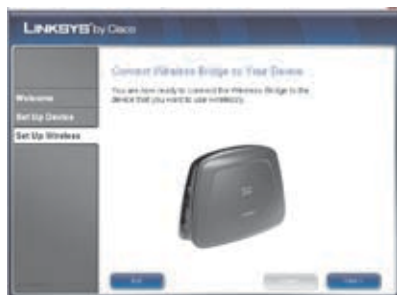 LINKSYS® by Cisco
Connect Wireless Bridge to Your Device
You are now ready to connect the Wireless Bridge to the
device that you want to use wirelessly.
Welcome
Set Up Device
Set Up Wireless
Next